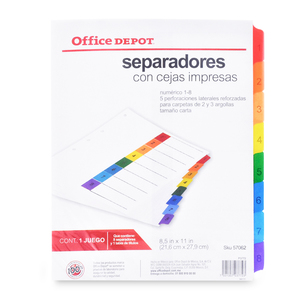 Office DEPOT
separadores
con cejas impresas
numérico 1-8
5 perforaciones laterales reforzadas
para carpetas de 2 y 3 argollas
tamaño carta
1
2
3
4
5
6
7
8
CONT. 1 JUEGO
8.5 in x 11 in
(21.6 cm x 27.9 cm)
Sku 57062